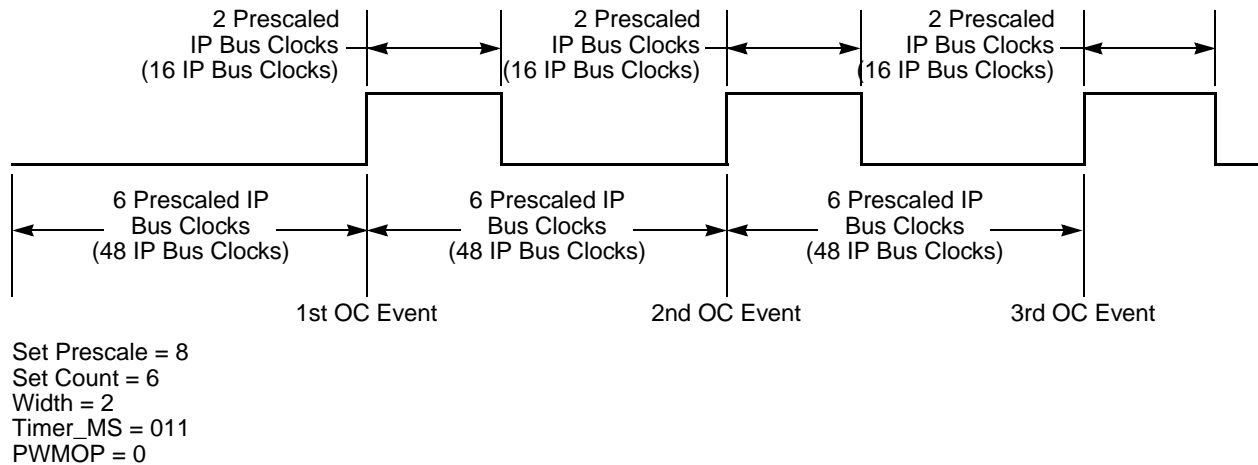 2 Prescaled
IP Bus Clocks
(16 IP Bus Clocks)
2 Prescaled
IP Bus Clocks
(16 IP Bus Clocks)
2 Prescaled
IP Bus Clocks
(16 IP Bus Clocks)
6 Prescaled IP
Bus Clocks
(48 IP Bus Clocks)
6 Prescaled IP
Bus Clocks
(48 IP Bus Clocks)
6 Prescaled IP
Bus Clocks
(48 IP Bus Clocks)
1st OC Event
2nd OC Event
3rd OC Event
Set Prescale = 8
Set Count = 6
Width = 2
Timer_MS = 011
PWMOP = 0